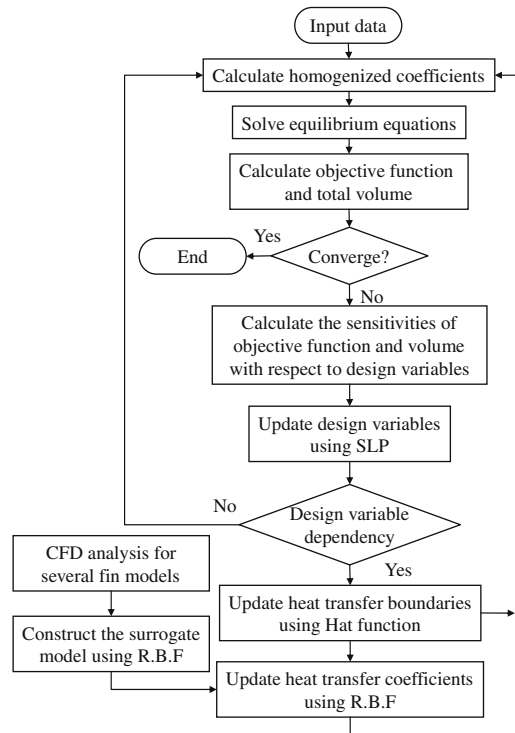 Input data
Calculate homogenized coefficients
Solve equilibrium equations
Calculate objective function
and total volume
Yes
End
Converge?
No
Calculate the sensitivities of
objective function and volume
with respect to design variables
Update design variables
using SLP
No
Design variable
dependency
Yes
CFD analysis for
several fin models
Update heat transfer boundaries
using Hat function
Construct the surrogate
model using R.B.F
Update heat transfer coefficients
using R.B.F